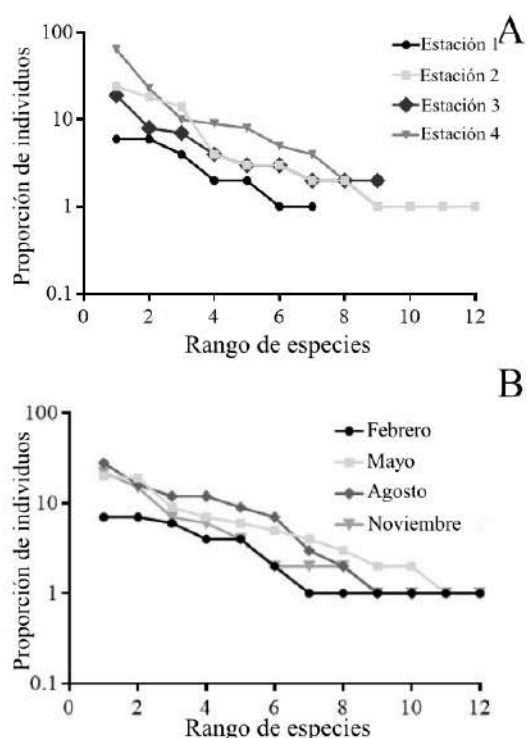 A
Estación 1
Estación 2
Estación 3
Estación 4
Proporción de individuos
100
10
1
0.1
0 2 4 6 8 10 12
Rango de especies
B
Febrero
Mayo
Agosto
Noviembre
Proporción de individuos
100
10
1
0.1
0 2 4 6 8 10 12
Rango de especies